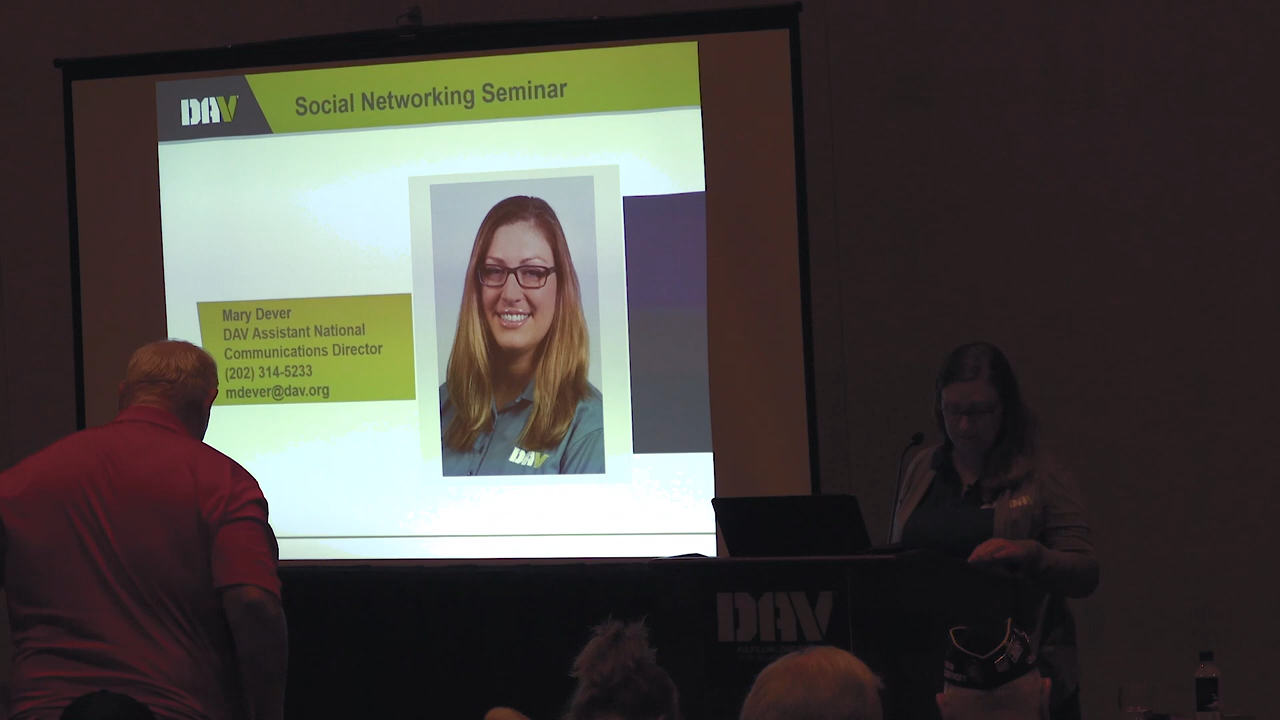 DAV
Social Networking Seminar
Mary Dever
DAV Assistant National
Communications Director
(202) 314-5233
mdever@dav.org
DAV
DAV
DAV